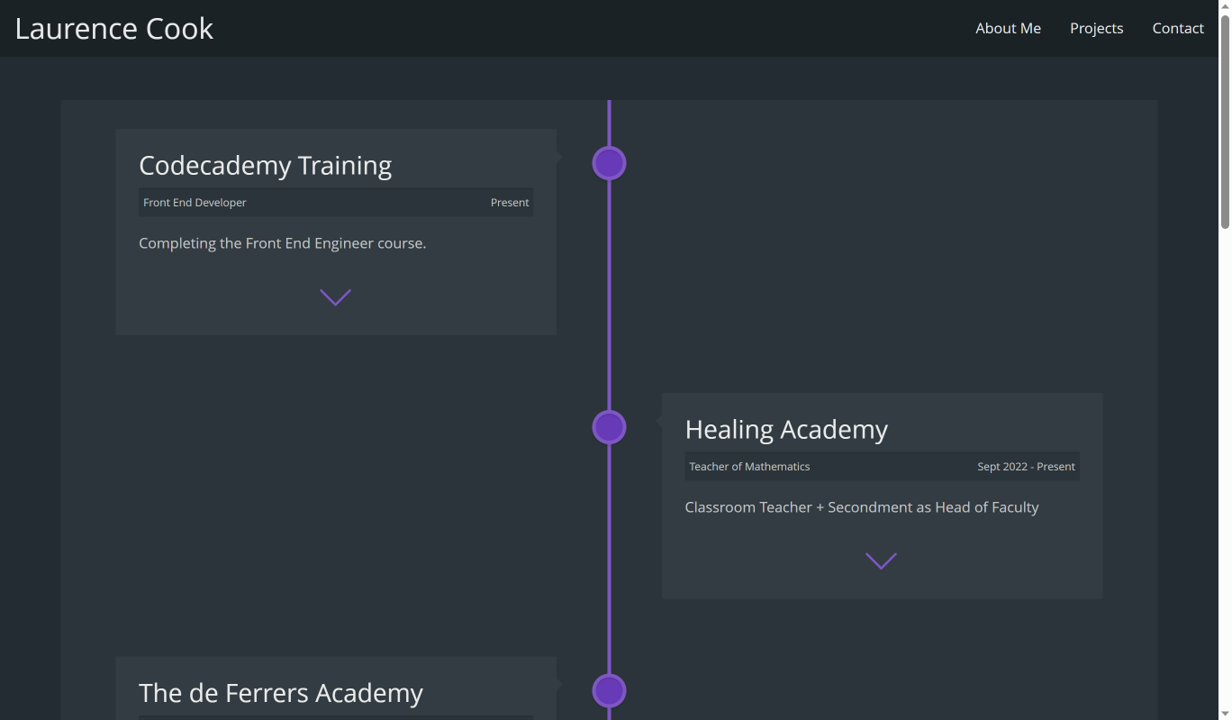 Laurence Cook
About Me
Projects
Contact
Codecademy Training
Front End Developer
Present
Completing the Front End Engineer course.
Healing Academy
Teacher of Mathematics
Sept 2022 - Present
Classroom Teacher + Secondment as Head of Faculty
The de Ferrers Academy